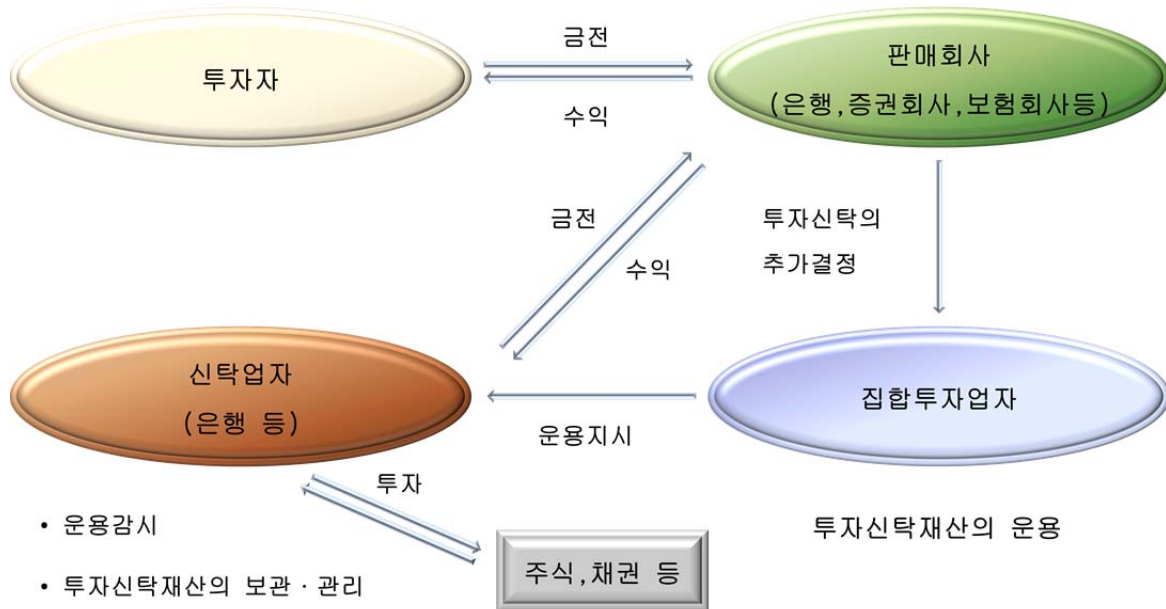 금전
투자자
판매회사
(은행,증권회사,보험회사등)
수익
금전
수익
투자신탁의
추가결정
신탁업자
(은행 등)
집합투자업자
운용지시
투자
• 운용감시
• 투자신탁재산의 보관·관리
주식,채권 등
투자신탁재산의 운용